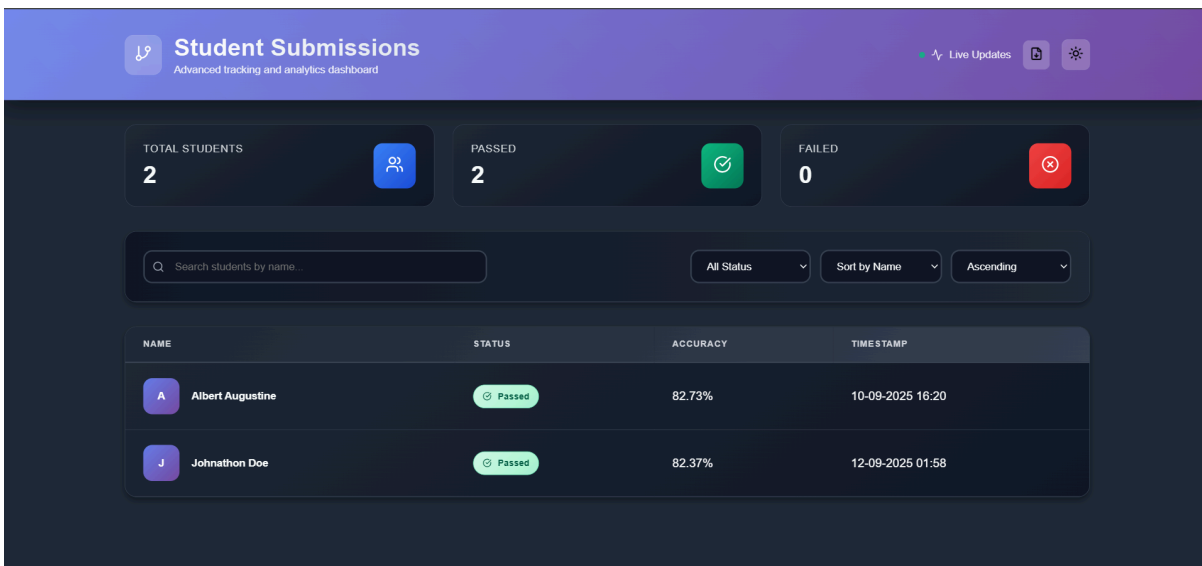 Student Submissions
Advanced tracking and analytics dashboard
Live Updates
TOTAL STUDENTS
2
PASSED
2
FAILED
0
Search students by name...
All Status
Sort by Name
Ascending
NAME STATUS ACCURACY TIMESTAMP
A Albert Augustine Passed 82.73% 10-09-2025 16:20
J Johnathon Doe Passed 82.37% 12-09-2025 01:58